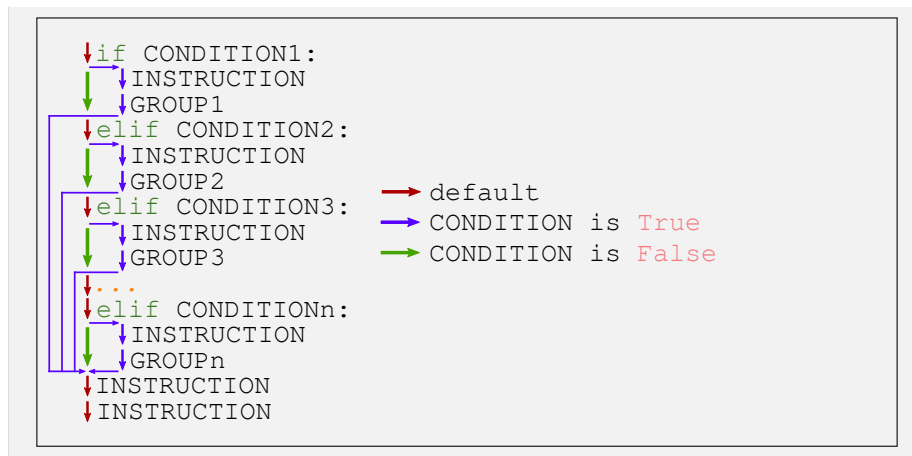 if CONDITION1:
INSTRUCTION
GROUP1
elif CONDITION2:
INSTRUCTION
GROUP2
elif CONDITION3:
INSTRUCTION
GROUP3
...
elif CONDITIONn:
INSTRUCTION
GROUPn
INSTRUCTION
INSTRUCTION
default
CONDITION is True
CONDITION is False